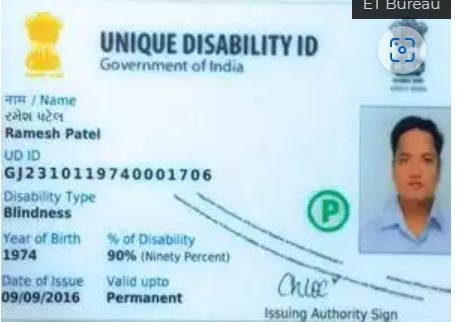 ET Bureau
UNIQUE DISABILITY ID
Government of India
नाम / Name
રમેશ પટેલ
Ramesh Patel
UD ID
GJ2310119740001706
Disability Type
Blindness
P
Year of Birth % of Disability
1974 90% (Ninety Percent)
Date of Issue Valid upto
09/09/2016 Permanent
Issuing Authority Sign